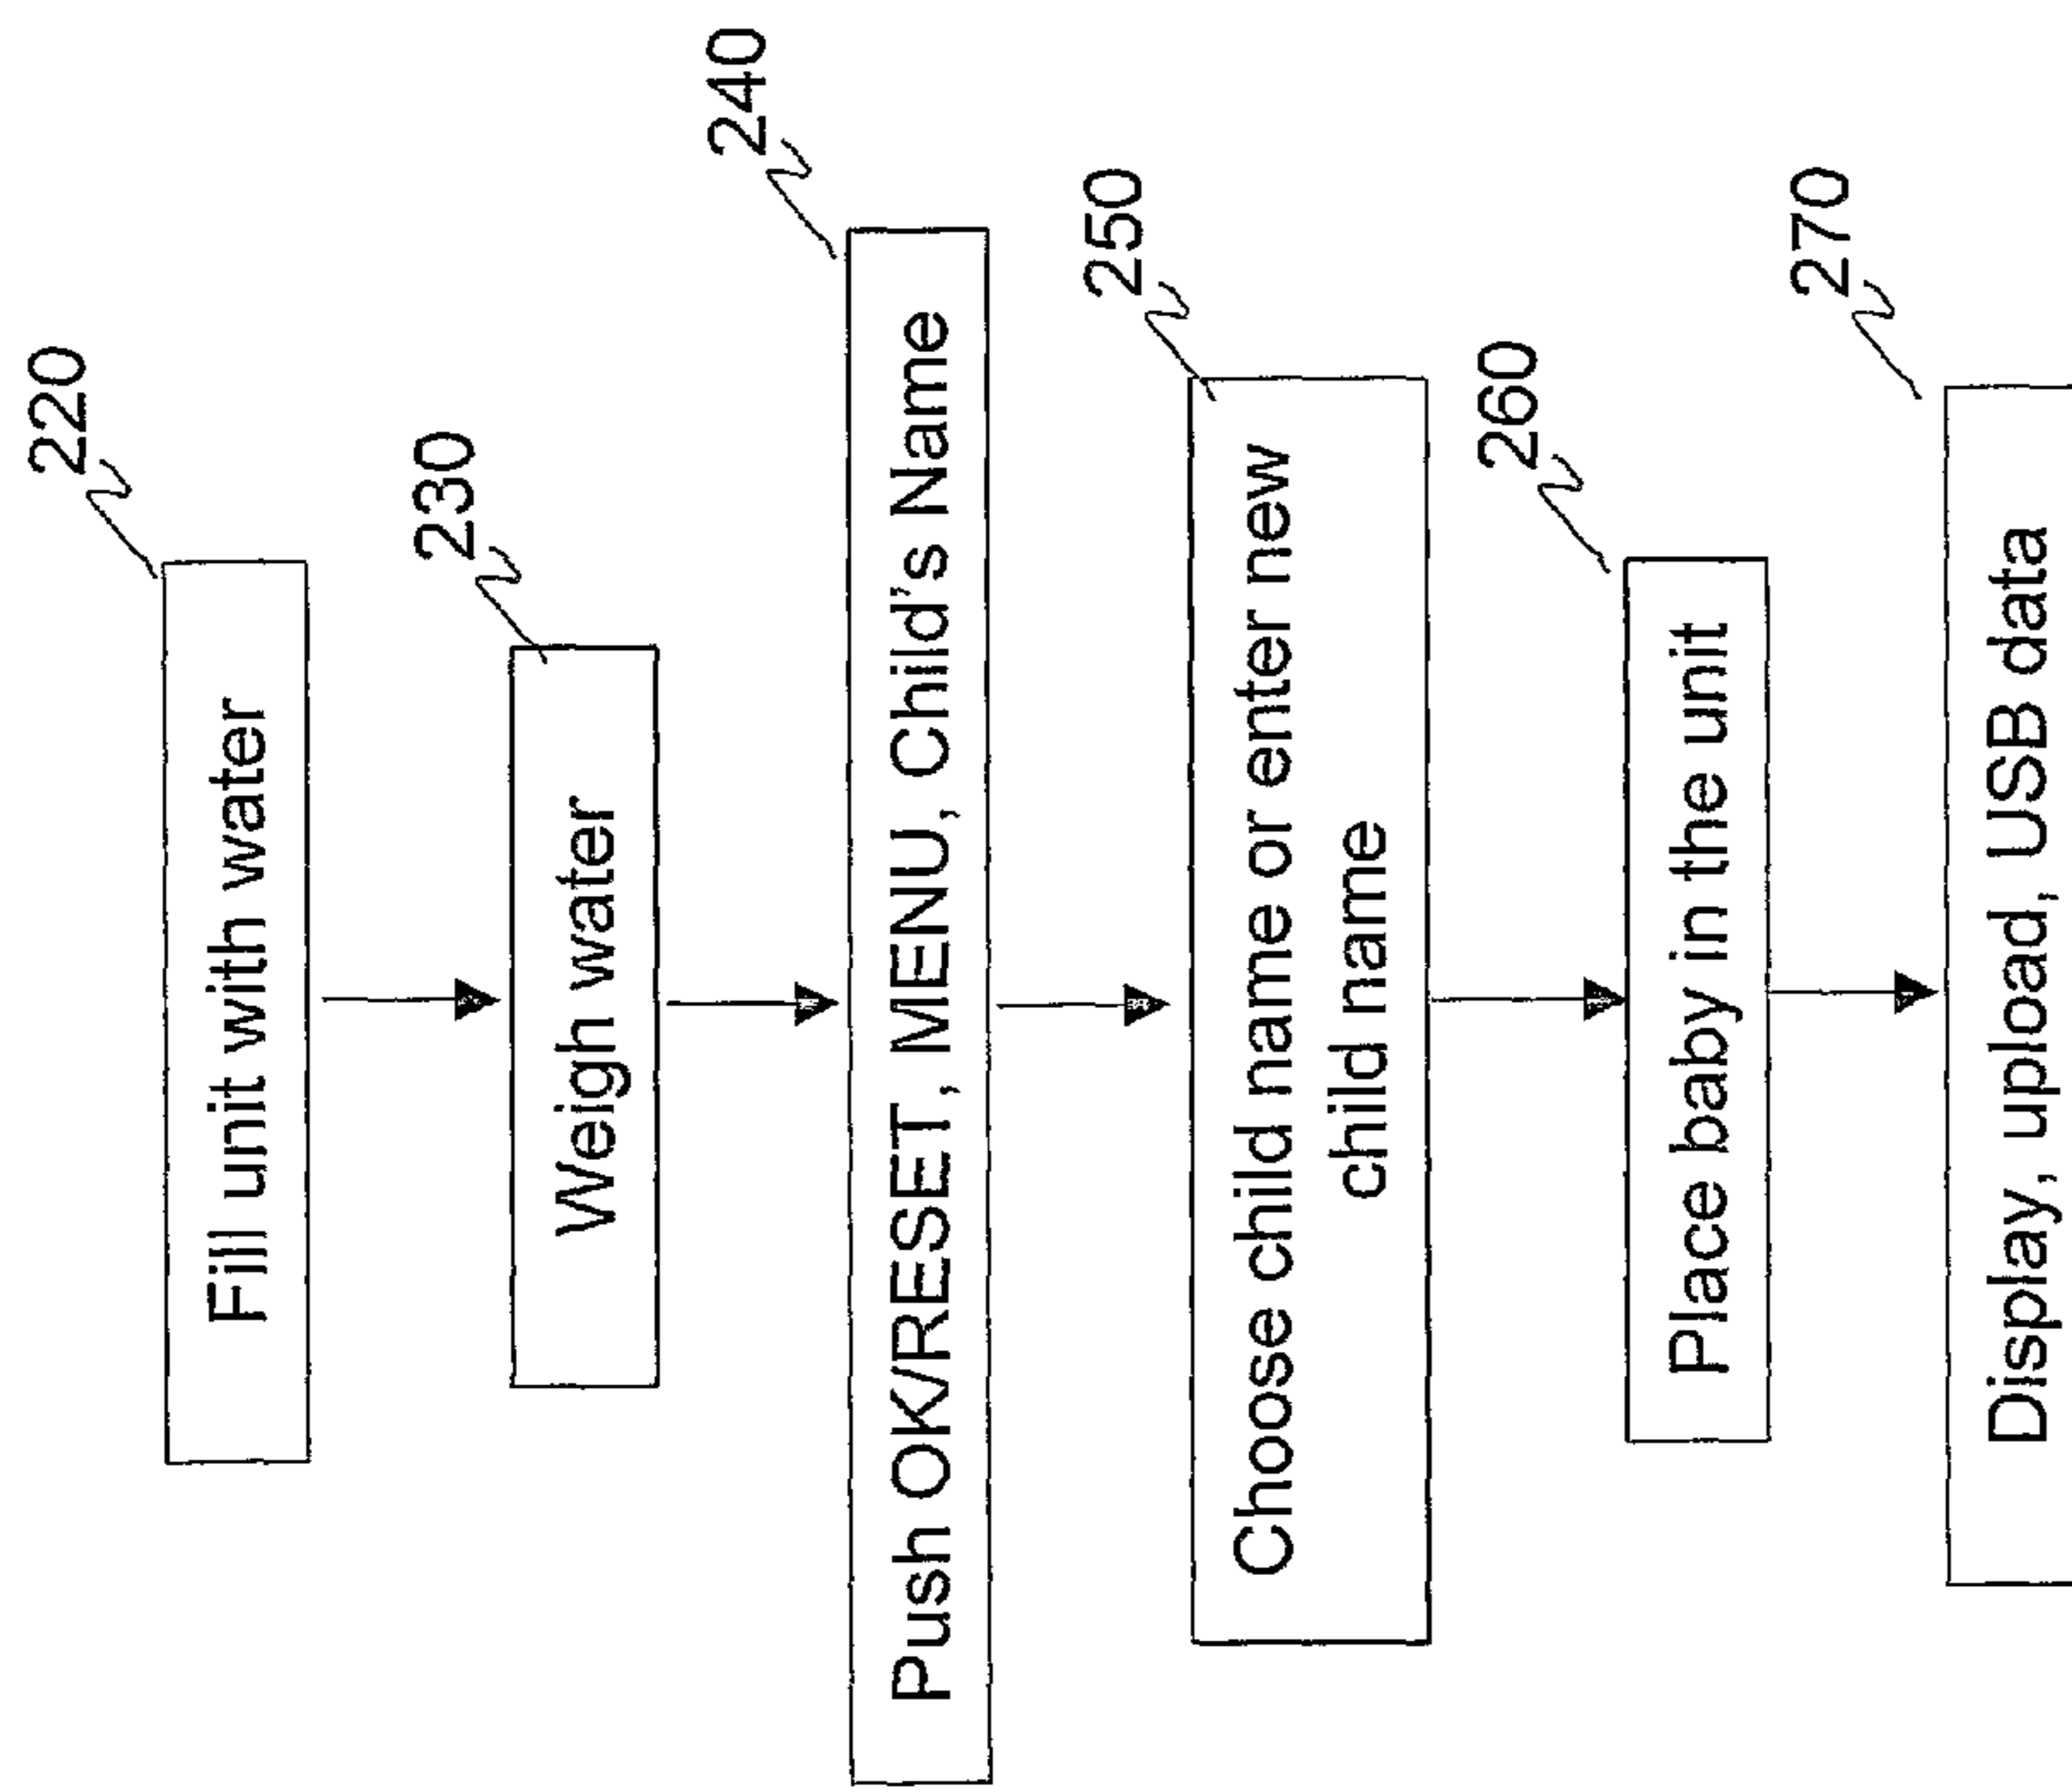 220
Fill unit with water
230
Weigh water
240
Push OK/RESET, MENU, Child's Name
250
Choose child name or enter new
child name
260
Place baby in the unit
270
Display, upload, USB data